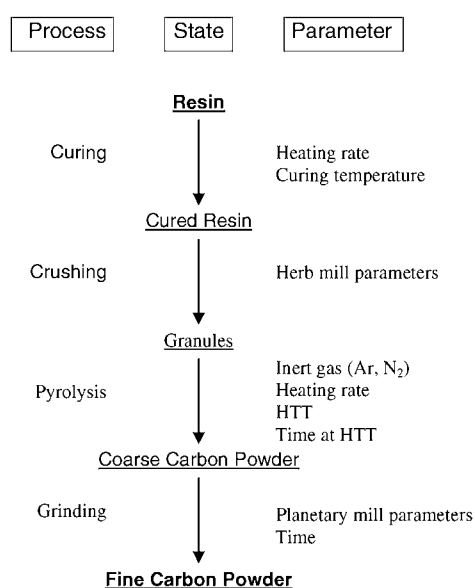 Process State Parameter
Resin
Curing
Heating rate
Curing temperature
Cured Resin
Crushing
Herb mill parameters
Granules
Pyrolysis
Inert gas (Ar, N₂)
Heating rate
HTT
Time at HTT
Coarse Carbon Powder
Grinding
Planetary mill parameters
Time
Fine Carbon Powder